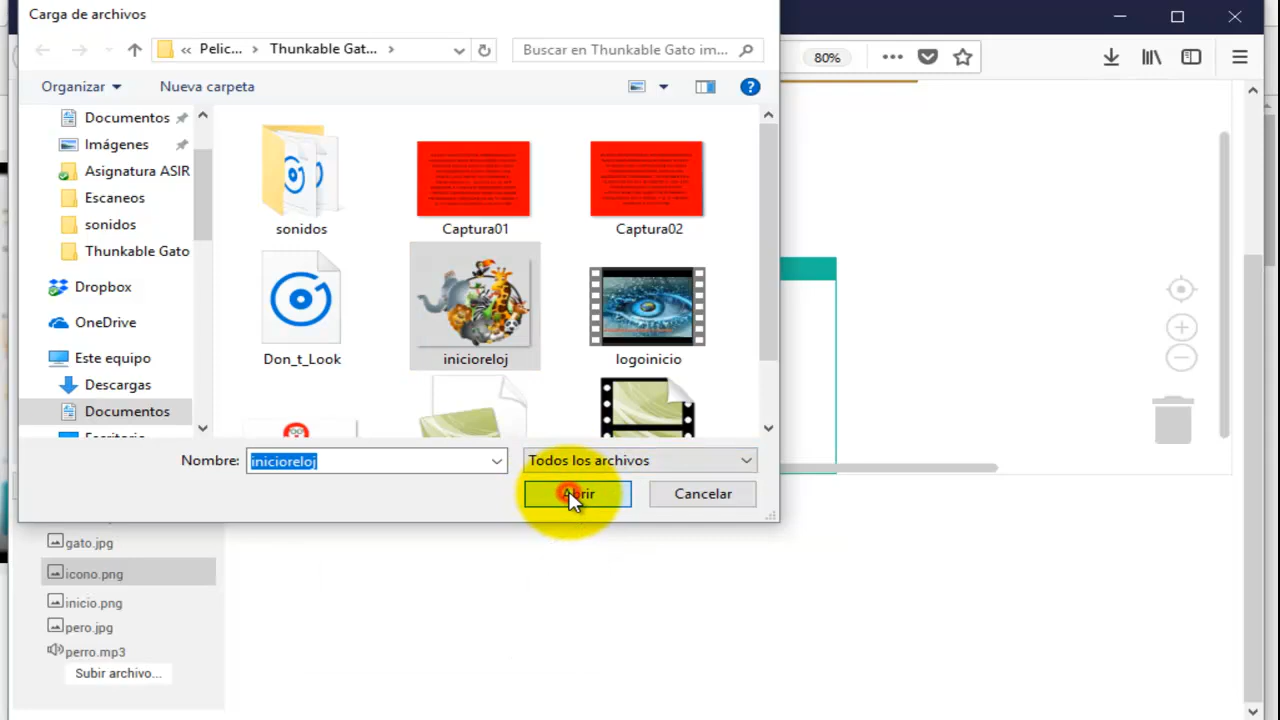 Carga de archivos
« Pelic... > Thunkable Gat... >
Buscar en Thunkable Gato im...
80%
Organizar
Nueva carpeta
Documentos
Imágenes
Asignatura ASIR
Escaneos
sonidos
Thunkable Gato
Dropbox
OneDrive
Este equipo
Descargas
Documentos
Escritorio
sonidos
Captura01
Captura02
Don_t_Look
inicioreloj
logoinicio
Nombre: inicioreloj
Todos los archivos
Abrir
Cancelar
gato.jpg
icono.png
inicio.png
pero.jpg
perro.mp3
Subir archivo...